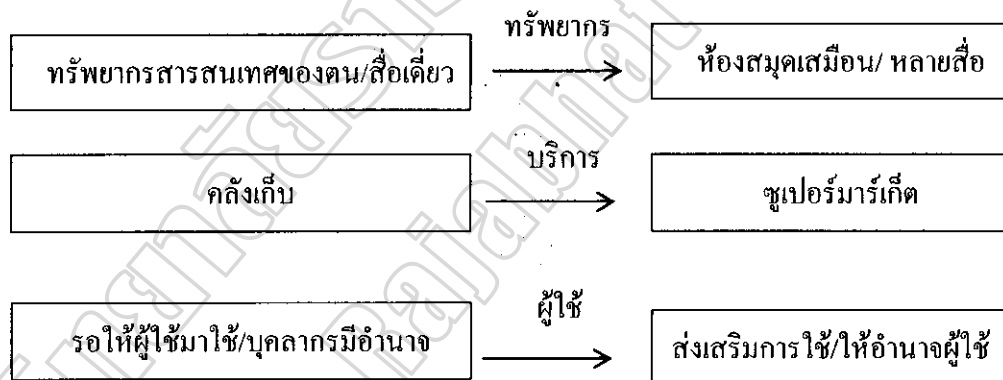 ทรัพยากร
ทรัพยากรสารสนเทศของตน/สื่อเดี่ยว
ห้องสมุดเสมือน/ หลายสื่อ
บริการ
คลังเก็บ
ซูเปอร์มาร์เก็ต
ผู้ใช้
รอให้ผู้ใช้มาใช้/บุคลากรมีอำนาจ
ส่งเสริมการใช้/ให้อำนาจผู้ใช้
Rajabhat